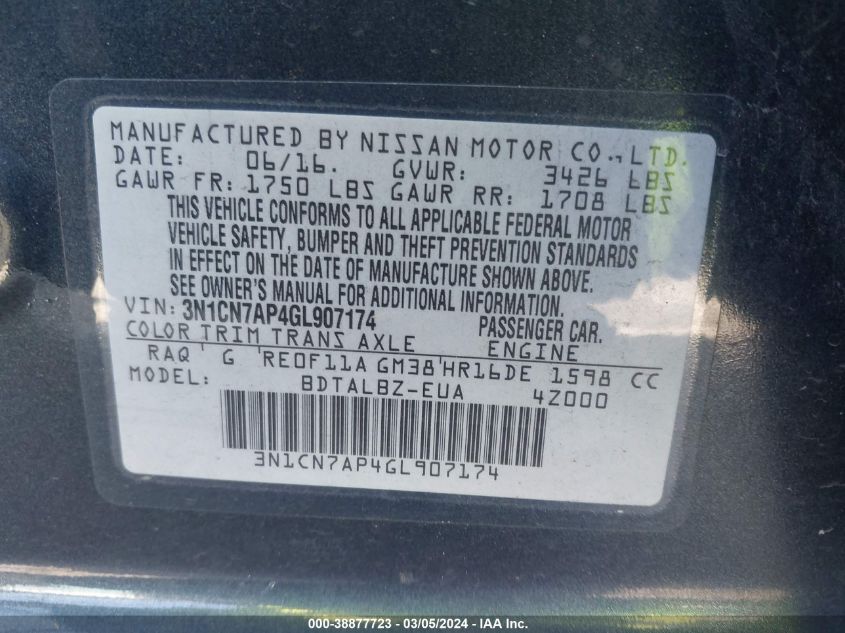 MANUFACTURED BY NISSAN MOTOR CO., LTD.
DATE: 06/16. GVWR: 3426 LBS
GAWR FR: 1750 LBS GAWR RR: 1708 LBS
THIS VEHICLE CONFORMS TO ALL APPLICABLE FEDERAL MOTOR
VEHICLE SAFETY, BUMPER AND THEFT PREVENTION STANDARDS
IN EFFECT ON THE DATE OF MANUFACTURE SHOWN ABOVE.
SEE OWNER'S MANUAL FOR ADDITIONAL INFORMATION.
VIN: 3N1CN7AP4GL907174 PASSENGER CAR.
COLOR TRIM TRANS AXLE ENGINE
RAQ G RE0F11A GM38 HR16DE 1598 CC
MODEL: BDTALBZ-EUA 4Z000
3N1CN7AP4GL907174
000-38877723 - 03/05/2024 - IAA Inc.